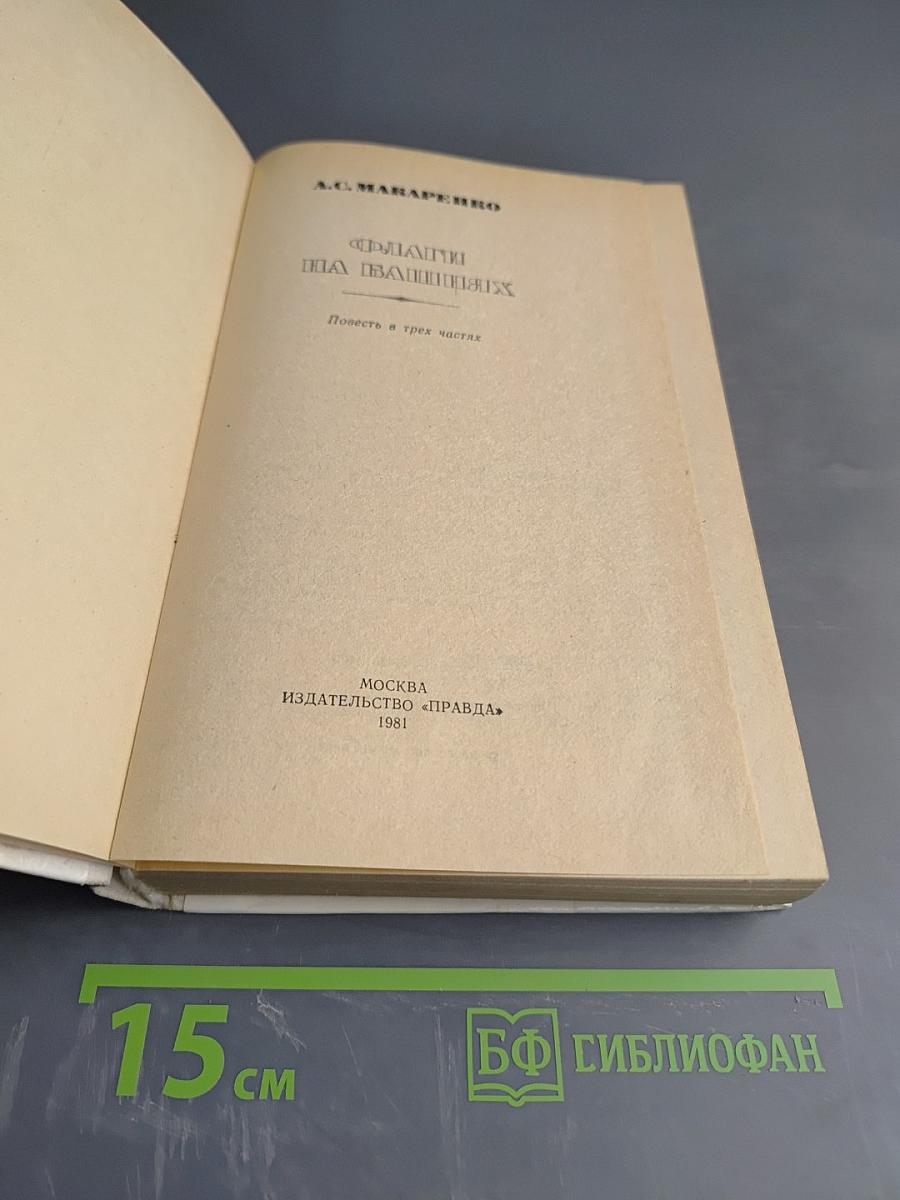 А.С. МАКАРЕНКО
ФЛАГИ
НА БАШНЯХ
Повесть в трех частях
МОСКВА
ИЗДАТЕЛЬСТВО «ПРАВДА»
1981
15 см
БФ БИБЛИОФАН